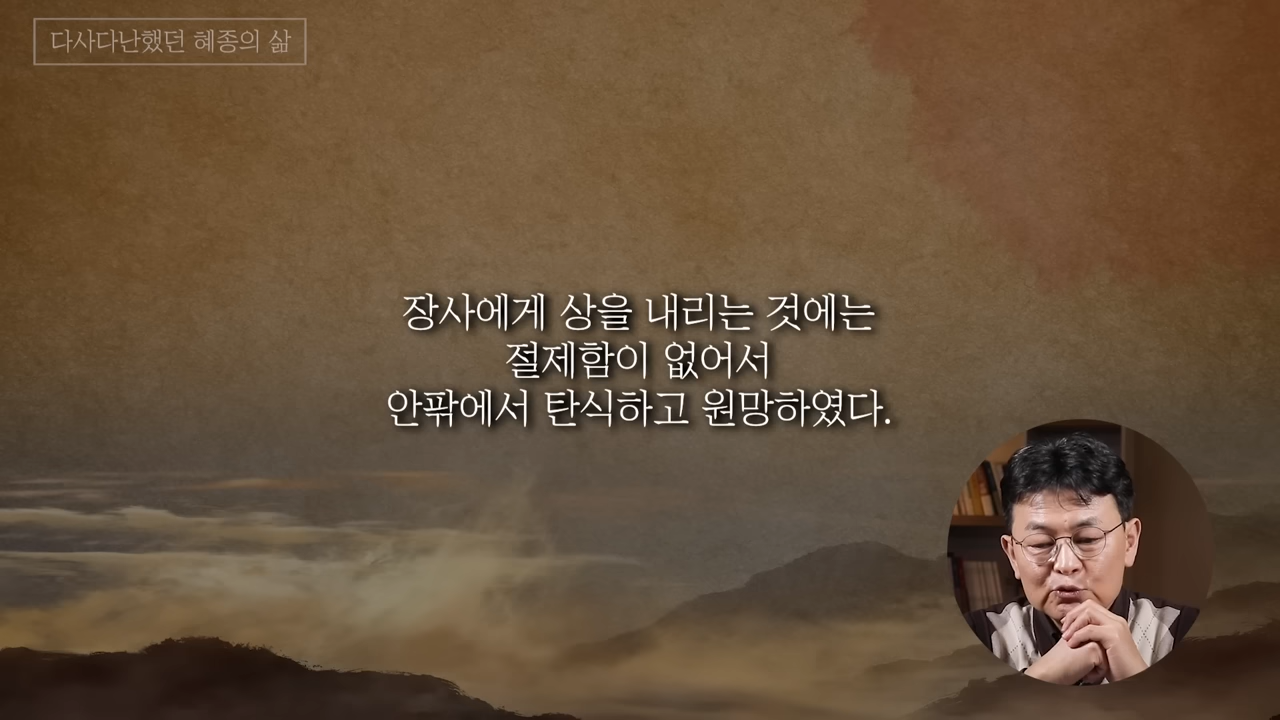 다사다난했던 혜종의 삶
장사에게 상을 내리는 것에는
절제함이 없어서
안팎에서 탄식하고 원망하였다.